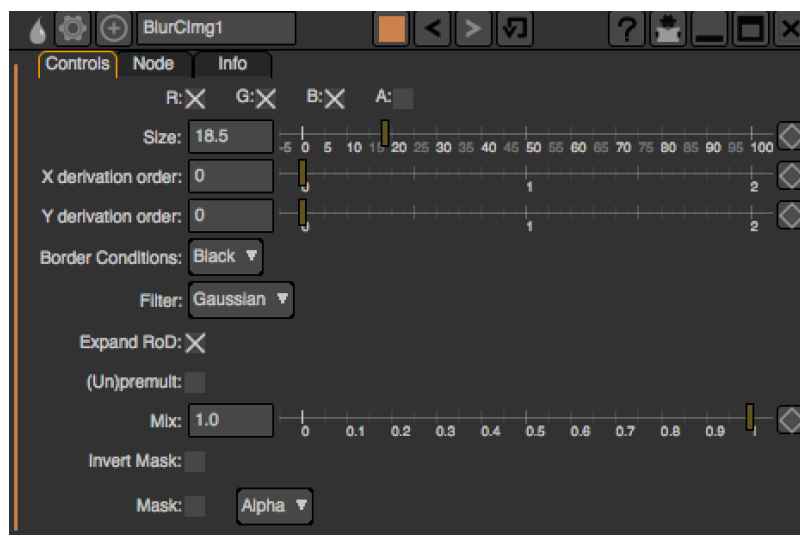 BlurCImg1
Controls Node Info
R: G: B: A:
Size: 18.5 -5 0 5 10 15 20 25 30 35 40 45 50 55 60 65 70 75 80 85 90 95 100
X derivation order: 0 0 1 2
Y derivation order: 0 0 1 2
Border Conditions: Black
Filter: Gaussian
Expand RoD:
(Un)premult:
Mix: 1.0 0 0.1 0.2 0.3 0.4 0.5 0.6 0.7 0.8 0.9 1
Invert Mask:
Mask: Alpha